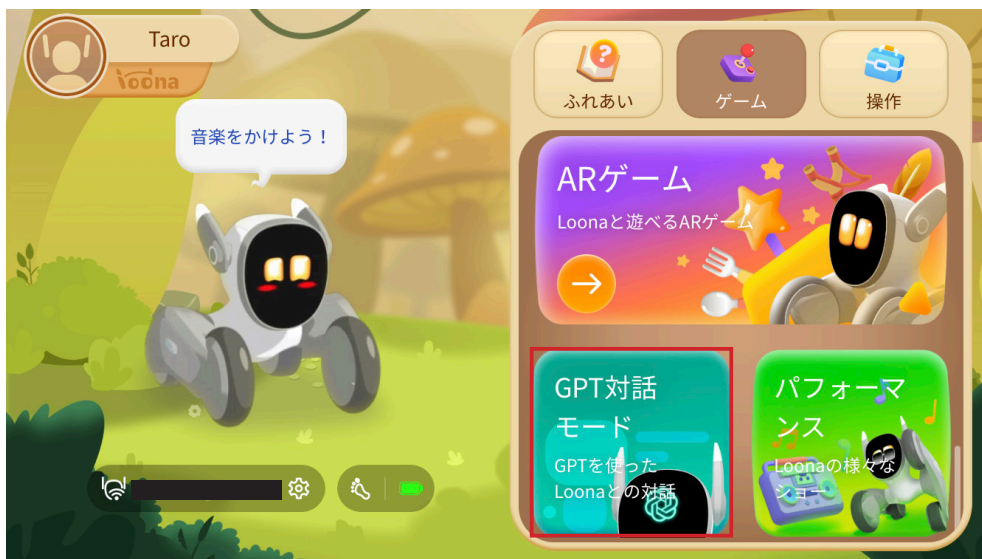 Taro
loona
音楽をかけよう！
ふれあい
ゲーム
操作
ARゲーム
Loonaと遊べるARゲーム
GPT対話
モード
GPTを使った
Loonaとの対話
パフォーマ
ンス
Loonaの様々な
ショー